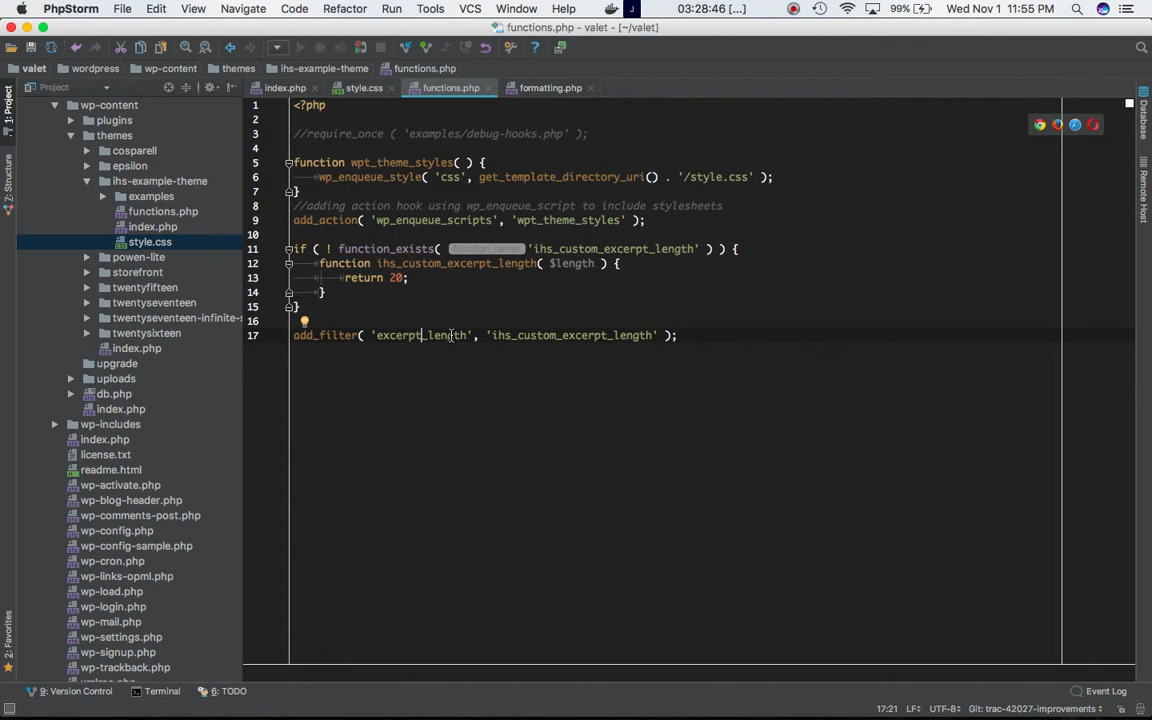 PhpStorm File Edit View Navigate Code Refactor Run Tools VCS Window Help 03:28:46 [...] 99% Wed Nov 1 11:55 PM
functions.php - valet - [~/valet]
valet wordpress wp-content themes ihs-example-theme functions.php
Project index.php style.css functions.php formatting.php
1: Project
7: Structure
2: Favorites
Database
Remote Host
wp-content
plugins
themes
cosparell
epsilon
ihs-example-theme
examples
functions.php
index.php
style.css
powen-lite
storefront
twentyfifteen
twentyseventeen
twentyseventeen-infinite-s
twentysixteen
index.php
upgrade
uploads
db.php
index.php
wp-includes
index.php
license.txt
readme.html
wp-activate.php
wp-blog-header.php
wp-comments-post.php
wp-config.php
wp-config-sample.php
wp-cron.php
wp-links-opml.php
wp-load.php
wp-login.php
wp-mail.php
wp-settings.php
wp-signup.php
wp-trackback.php
1 <?php
2
3 //require_once ( 'examples/debug-hooks.php' );
4
5 function wpt_theme_styles( ) {
6 wp_enqueue_style( 'css', get_template_directory_uri() . '/style.css' );
7 }
8 //adding action hook using wp_enqueue_script to include stylesheets
9 add_action( 'wp_enqueue_scripts', 'wpt_theme_styles' );
10
11 if ( ! function_exists( function_name: 'ihs_custom_excerpt_length' ) ) {
12 function ihs_custom_excerpt_length( $length ) {
13 return 20;
14 }
15 }
16
17 add_filter( 'excerpt_length', 'ihs_custom_excerpt_length' );
9: Version Control Terminal 6: TODO Event Log
17:21 LF÷ UTF-8÷ Git: trac-42027-improvements÷